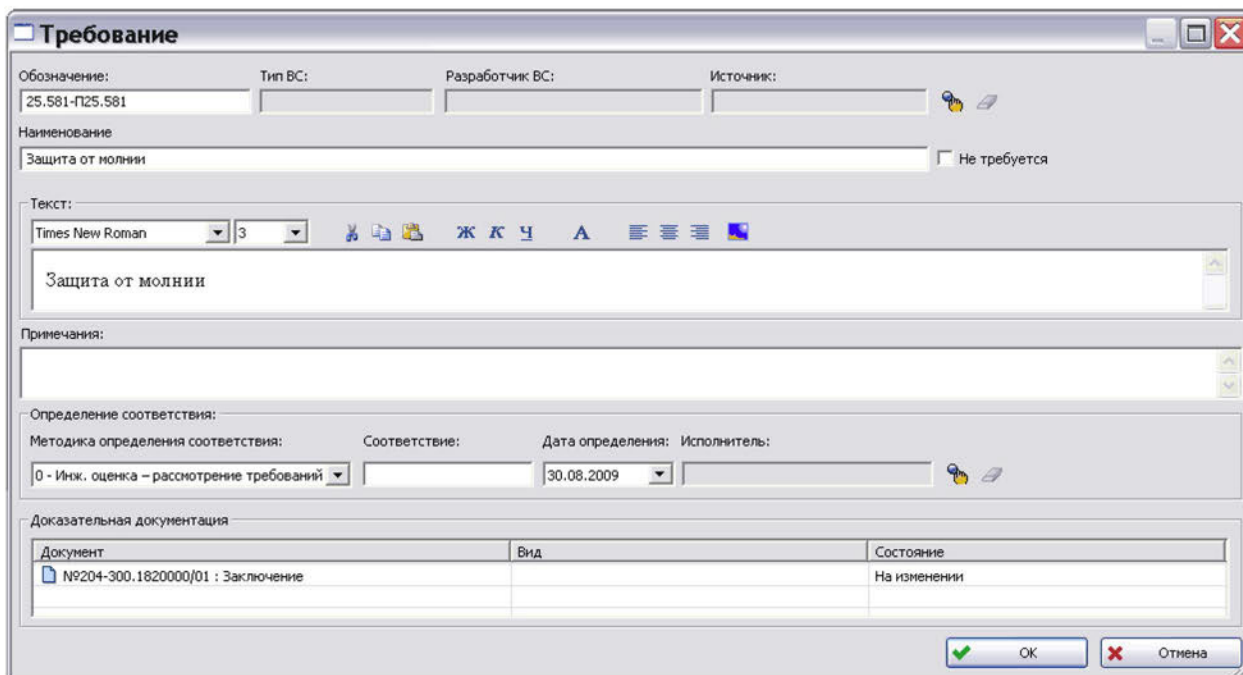 Требование
Обозначение: Тип ВС: Разработчик ВС: Источник:
25.581-П25.581
Наименование
Защита от молнии Не требуется
Текст:
Times New Roman 3 Ж К Ч А
Защита от молнии
Примечания:
Определение соответствия:
Методика определения соответствия: Соответствие: Дата определения: Исполнитель:
0 - Инж. оценка – рассмотрение требований 30.08.2009
Доказательная документация
Документ Вид Состояние
№204-300.1820000/01 : Заключение На изменении
ОК Отмена